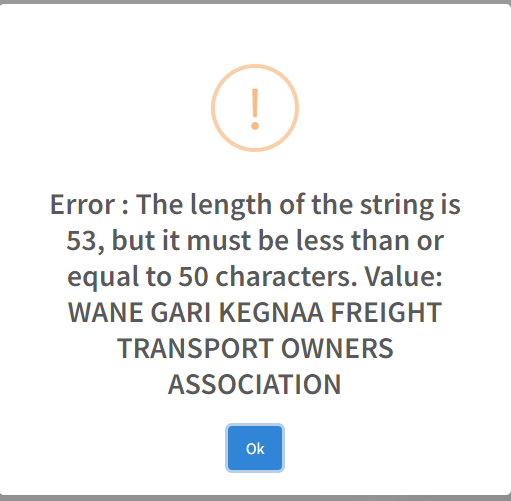 !
Error : The length of the string is
53, but it must be less than or
equal to 50 characters. Value:
WANE GARI KEGNAA FREIGHT
TRANSPORT OWNERS
ASSOCIATION
Ok